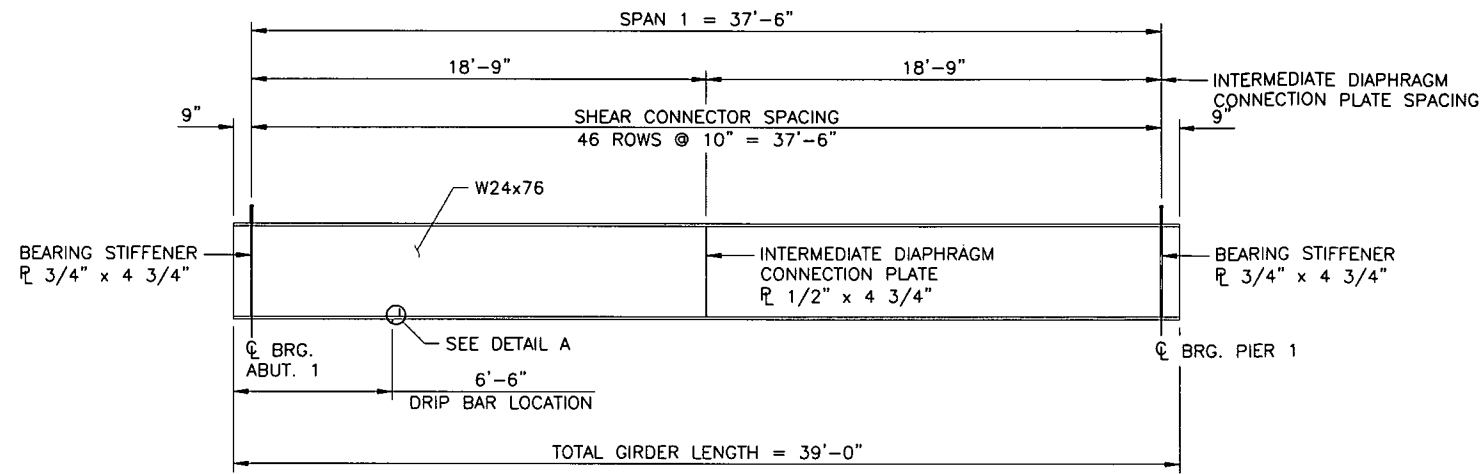 SPAN 1 = 37'-6"
18'-9"
18'-9"
INTERMEDIATE DIAPHRAGM
CONNECTION PLATE SPACING
9"
SHEAR CONNECTOR SPACING
46 ROWS @ 10" = 37'-6"
9"
W24x76
BEARING STIFFENER
℄ 3/4" x 4 3/4"
INTERMEDIATE DIAPHRAGM
CONNECTION PLATE
PL 1/2" x 4 3/4"
BEARING STIFFENER
PL 3/4" x 4 3/4"
SEE DETAIL A
℄ BRG.
ABUT. 1
℄ BRG. PIER 1
6'-6"
DRIP BAR LOCATION
TOTAL GIRDER LENGTH = 39'-0"